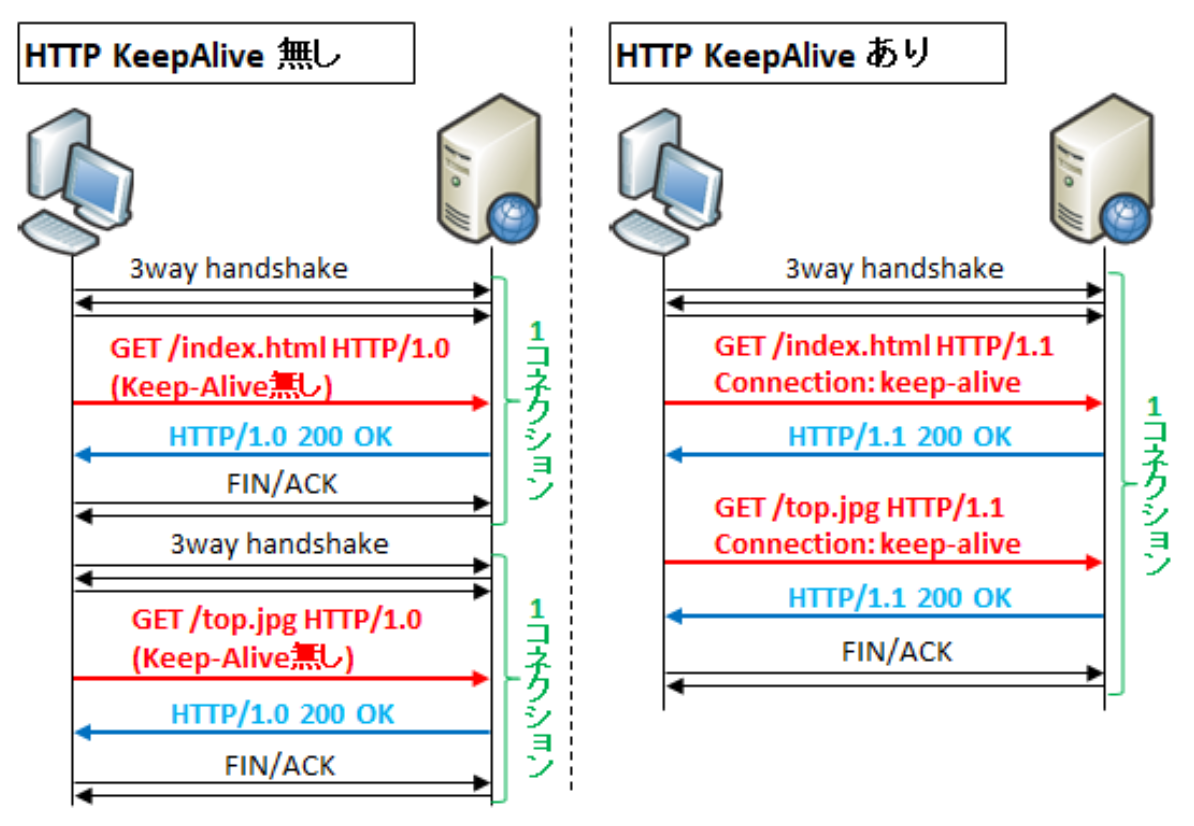 HTTP KeepAlive 無し
3way handshake
GET /index.html HTTP/1.0
(Keep-Alive無し)
HTTP/1.0 200 OK
FIN/ACK
1コネクション
3way handshake
GET /top.jpg HTTP/1.0
(Keep-Alive無し)
HTTP/1.0 200 OK
FIN/ACK
1コネクション
HTTP KeepAlive あり
3way handshake
GET /index.html HTTP/1.1
Connection: keep-alive
HTTP/1.1 200 OK
GET /top.jpg HTTP/1.1
Connection: keep-alive
HTTP/1.1 200 OK
FIN/ACK
1コネクション